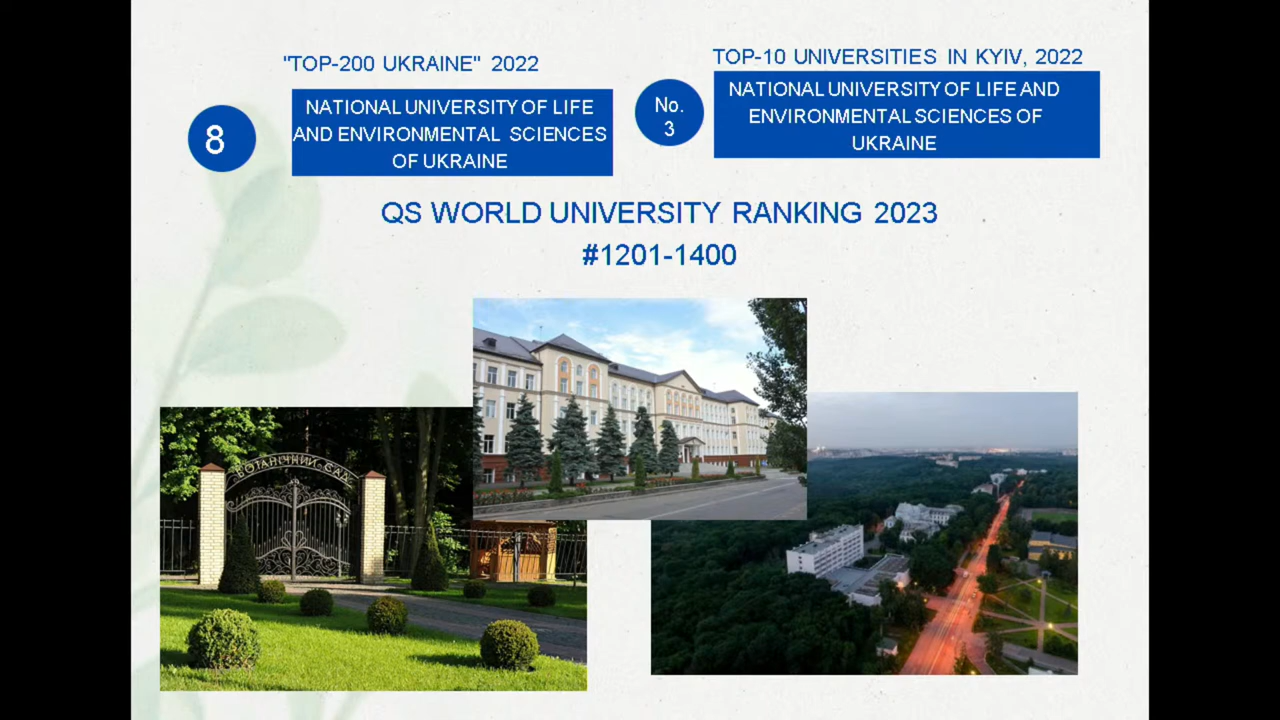 "TOP-200 UKRAINE" 2022
8
NATIONAL UNIVERSITY OF LIFE
AND ENVIRONMENTAL SCIENCES
OF UKRAINE
TOP-10 UNIVERSITIES IN KYIV, 2022
No.
3
NATIONAL UNIVERSITY OF LIFE AND
ENVIRONMENTAL SCIENCES OF
UKRAINE
QS WORLD UNIVERSITY RANKING 2023
#1201-1400
БОТАНІЧНИЙ САД